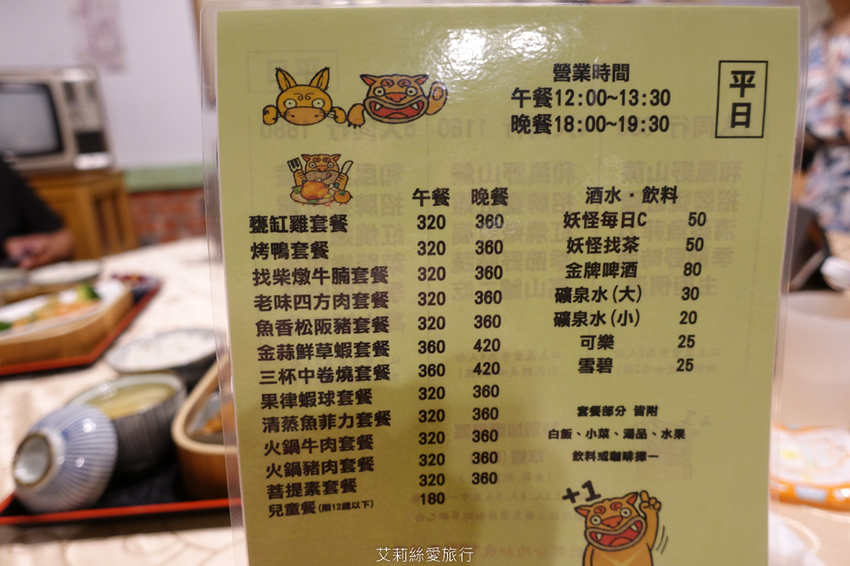 平日
營業時間
午餐12:00~13:30
晚餐18:00~19:30
午餐 晚餐
甕缸雞套餐 320 360
烤鴨套餐 320 360
找柴燉牛腩套餐 320 360
老味四方肉套餐 320 360
魚香松阪豬套餐 320 360
金蒜鮮草蝦套餐 360 420
三杯中卷燒套餐 360 420
果律蝦球套餐 320 360
清蒸魚菲力套餐 320 360
火鍋牛肉套餐 320 360
火鍋豬肉套餐 320 360
菩提素套餐 320 360
兒童餐(限12歲以下) 180
酒水·飲料
妖怪每日C 50
妖怪找茶 50
金牌啤酒 80
礦泉水(大) 30
礦泉水(小) 20
可樂 25
雪碧 25
套餐部分 皆附
白飯、小菜、湯品、水果
飲料或咖啡擇一
+1
艾莉絲愛旅行